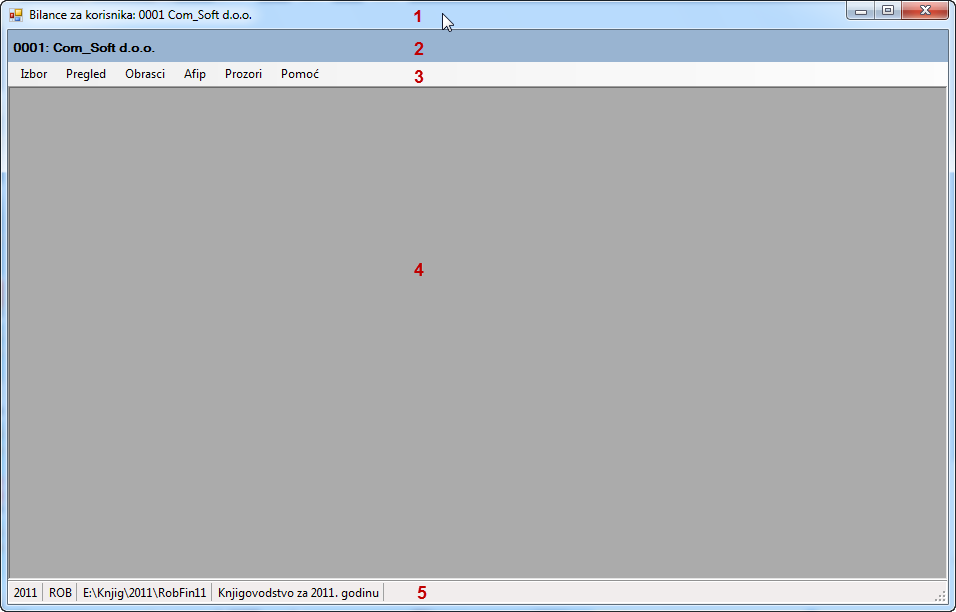 Bilance za korisnika: 0001 Com_Soft d.o.o. 1
0001: Com_Soft d.o.o. 2
Izbor Pregled Obrasci Afip Prozori Pomoć 3
4
2011 ROB E:\Knjig\2011\RobFin11 Knjigovodstvo za 2011. godinu 5